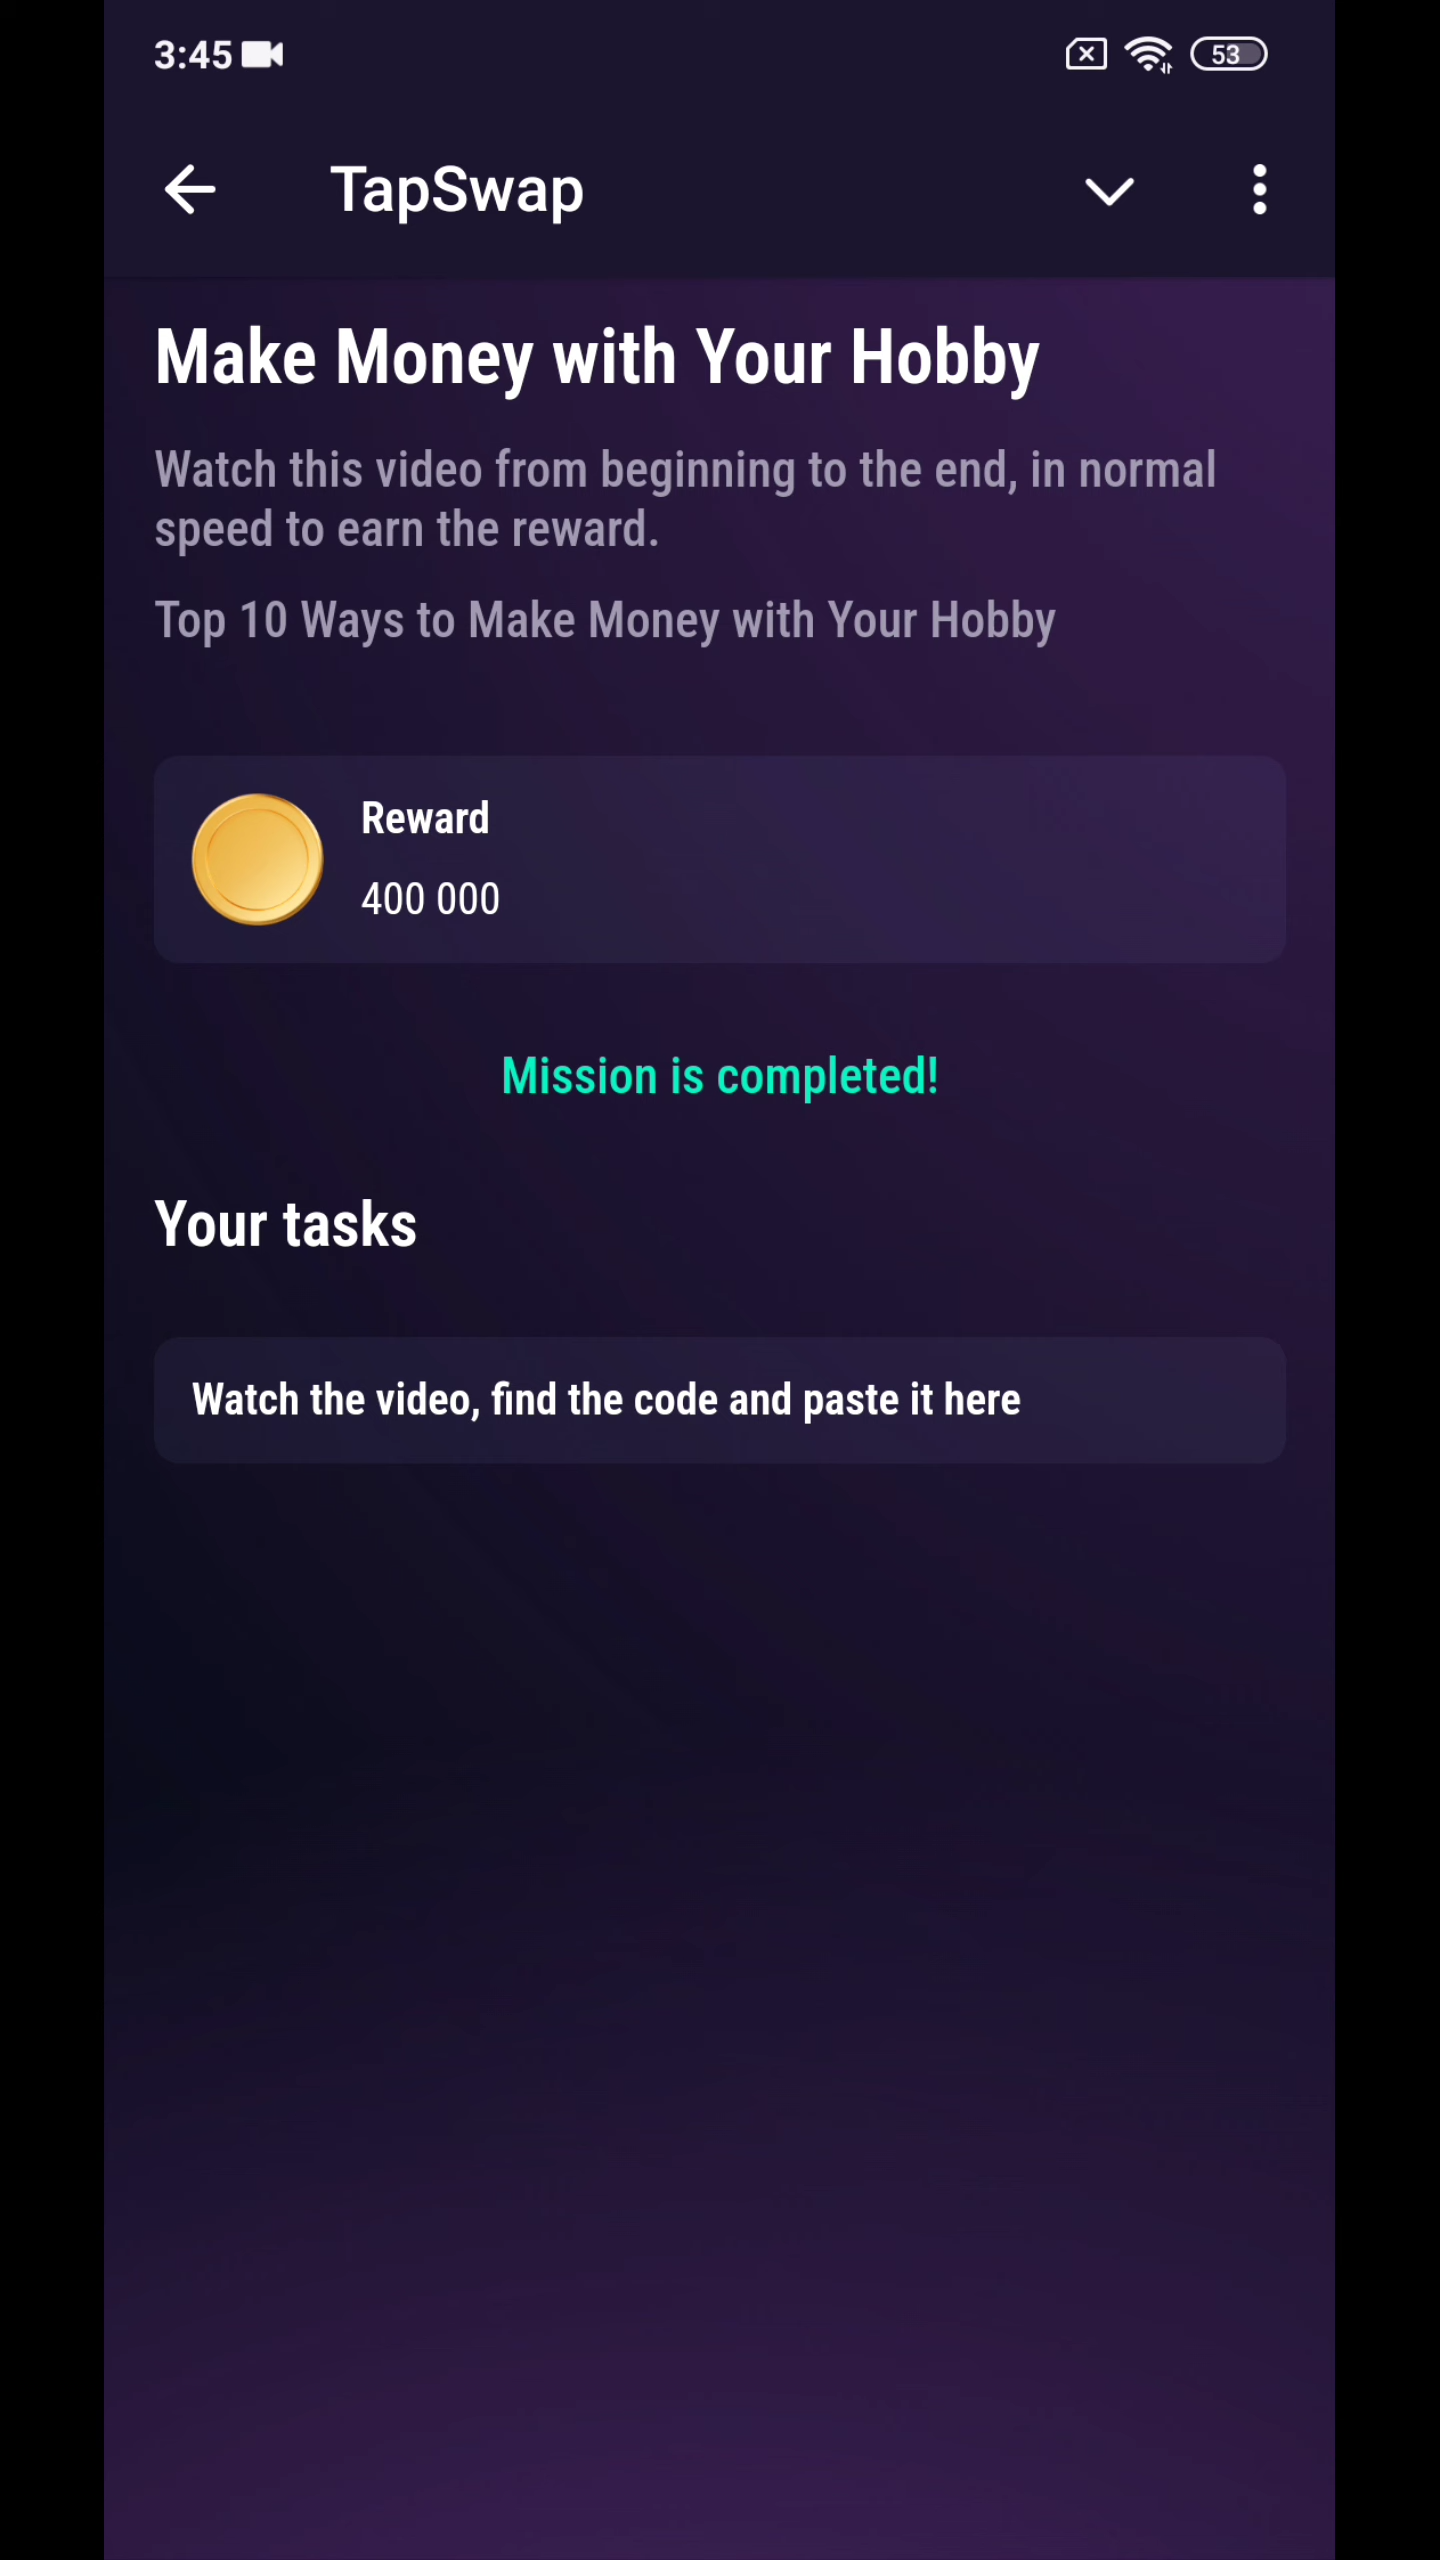 3:45
53
TapSwap
Make Money with Your Hobby
Watch this video from beginning to the end, in normal
speed to earn the reward.
Top 10 Ways to Make Money with Your Hobby
Reward
400 000
Mission is completed!
Your tasks
Watch the video, find the code and paste it here